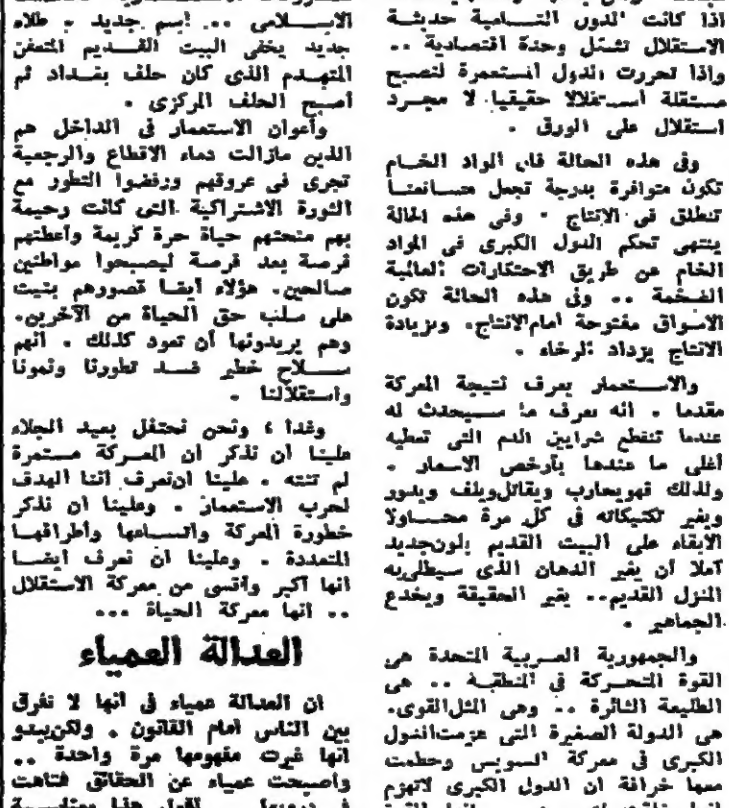 اذا كانت الدول النامية حديثة
الاستقلال تشكل وحدة اقتصادية ..
واذا تحررت الدول المستعمرة لتصبح
مستقلة استقلالا حقيقيا لا مجرد
استقلال على الورق .
وفى هذه الحالة فان المواد الخام
تكون متوافرة بدرجة تجعل مصانعنا
تنطلق فى الانتاج . وفى هذه الحالة
ينتهى تحكم الدول الكبرى فى المواد
الخام عن طريق الاحتكارات العالمية
الضخمة .. وفى هذه الحالة تكون
الاسواق مفتوحة امام الانتاج، وبزيادة
الانتاج يزداد الرخاء .
والاستعمار يعرف نتيجة المعركة
مقدما . انه يعرف ما سيحدث له
عندما تنقطع شرايين الدم التى تعطيه
أغلى ما عندها بأرخص الاسعار .
ولذلك فهو يحارب ويقاتل ويلف ويدور
ويغير تكتيكاته فى كل مرة محاولا
الابقاء على البيت القديم بلون جديد
آملا أن يغير الدهان الذى سيطلى به
المنزل القديم.. يغير الحقيقة ويخدع
الجماهير .
والجمهورية العربية المتحدة هى
القوة المتحركة فى المنطقة .. هى
الطليعة الثائرة .. وهى المثل القوى.
هى الدولة الصغيرة التى هزمت الدول
الكبرى فى معركة السويس وحطمت
معها خرافة ان الدول الكبرى لا تهزم
الاسلامى .. اسم جديد . طلاء
جديد يخفى البيت القديم المتعفن
المتهدم الذى كان حلف بغداد ثم
أصبح الحلف المركزى .
وأعوان الاستعمار فى الداخل هم
الذين مازالت دماء الاقطاع والرجعية
تجرى فى عروقهم ورفضوا التطور مع
الثورة الاشتراكية التى كانت رحيمة
بهم منحتهم حياة حرة كريمة وأعطتهم
فرصة بعد فرصة ليصبحوا مواطنين
صالحين. هؤلاء أيضا قصورهم بنيت
على سلب حق الحياة من الآخرين.
وهم يريدونها أن تعود كذلك . انهم
سلاح خطير ضد تطورنا ونمونا
واستقلالنا .
وغدا ، ونحن نحتفل بعيد الجلاء
علينا أن نذكر ان المعركة مستمرة
لم تنته . علينا ان نعرف اننا الهدف
لحرب الاستعمار . وعلينا ان نذكر
خطورة المعركة واتساعها وأطرافها
المتعددة . وعلينا ان نعرف ايضا
انها أكبر وأقسى من معركة الاستقلال
.. انها معركة الحياة ...
العدالة العمياء
ان العدالة عمياء فى انها لا تفرق
بين الناس أمام القانون . ولكن يبدو
انها غيرت مفهومها مرة واحدة ..
واصبحت عمياء عن الحقائق فتاهت